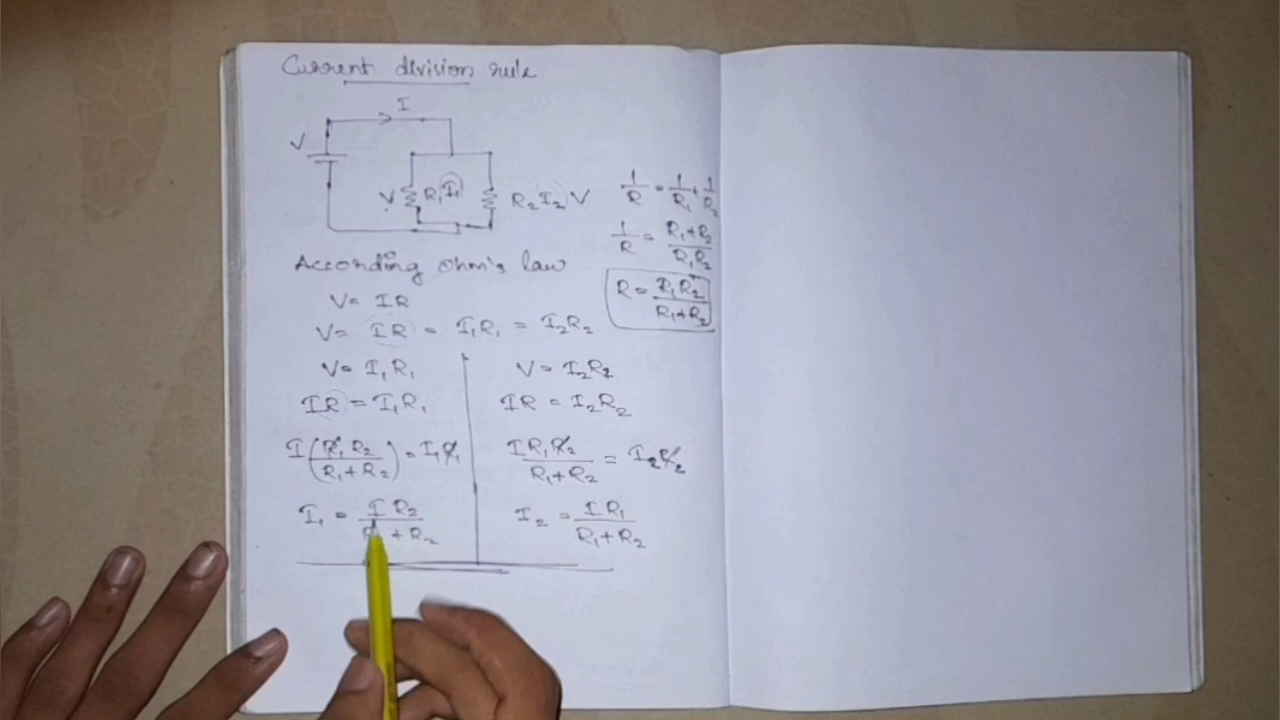 Current division rule
I
V
V R₁ I₁ R₂ I₂ V
1/R = 1/R₁ + 1/R₂
1/R = R₁+R₂/R₁R₂
R = R₁R₂/R₁+R₂
According ohm's law
V = IR
V = IR = I₁R₁ = I₂R₂
V = I₁R₁
IR = I₁R₁
I(R₁R₂/R₁+R₂) = I₁R₁
I₁ = I R₂/R₁+R₂
V = I₂R₂
IR = I₂R₂
IR₁R₂/R₁+R₂ = I₂R₂
I₂ = I R₁/R₁+R₂